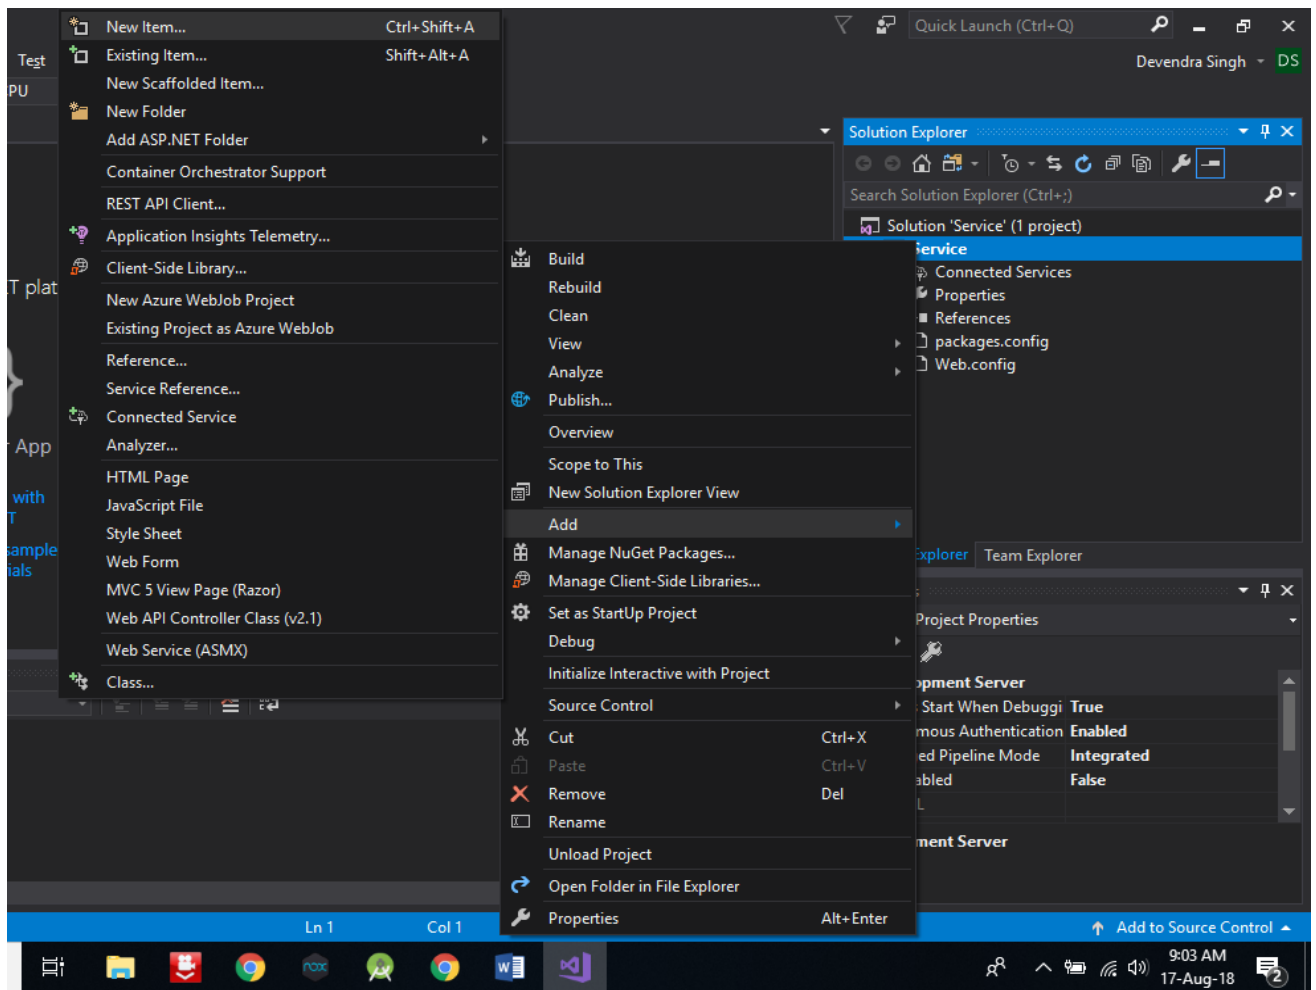 New Item... Ctrl+Shift+A
Existing Item... Shift+Alt+A
New Scaffolded Item...
New Folder
Add ASP.NET Folder
Container Orchestrator Support
REST API Client...
Application Insights Telemetry...
Client-Side Library...
New Azure WebJob Project
Existing Project as Azure WebJob
Reference...
Service Reference...
Connected Service
Analyzer...
HTML Page
JavaScript File
Style Sheet
Web Form
MVC 5 View Page (Razor)
Web API Controller Class (v2.1)
Web Service (ASMX)
Class...
Test
PU
T plat
App
with
T
sample
ials
Build
Rebuild
Clean
View
Analyze
Publish...
Overview
Scope to This
New Solution Explorer View
Add
Manage NuGet Packages...
Manage Client-Side Libraries...
Set as StartUp Project
Debug
Initialize Interactive with Project
Source Control
Cut Ctrl+X
Paste Ctrl+V
Remove Del
Rename
Unload Project
Open Folder in File Explorer
Properties Alt+Enter
Quick Launch (Ctrl+Q)
Devendra Singh DS
Solution Explorer
Search Solution Explorer (Ctrl+;)
Solution 'Service' (1 project)
Service
Connected Services
Properties
References
packages.config
Web.config
Explorer Team Explorer
Project Properties
opment Server
Start When Debuggi True
mous Authentication Enabled
ed Pipeline Mode Integrated
abled False
L
ment Server
Ln 1 Col 1
Add to Source Control
nox
9:03 AM
17-Aug-18
2